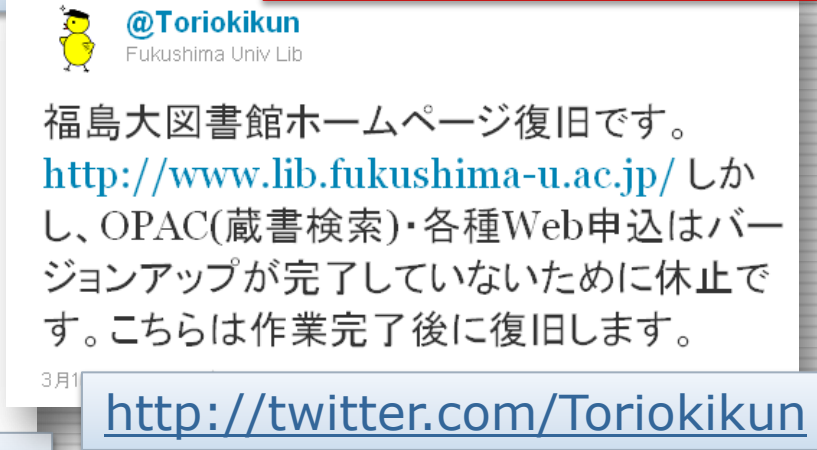 @Toriokikun
Fukushima Univ Lib
福島大図書館ホームページ復旧です。
http://www.lib.fukushima-u.ac.jp/ しか
し、OPAC(蔵書検索)・各種Web申込はバー
ジョンアップが完了していないために休止で
す。こちらは作業完了後に復旧します。
3月1
http://twitter.com/Toriokikun